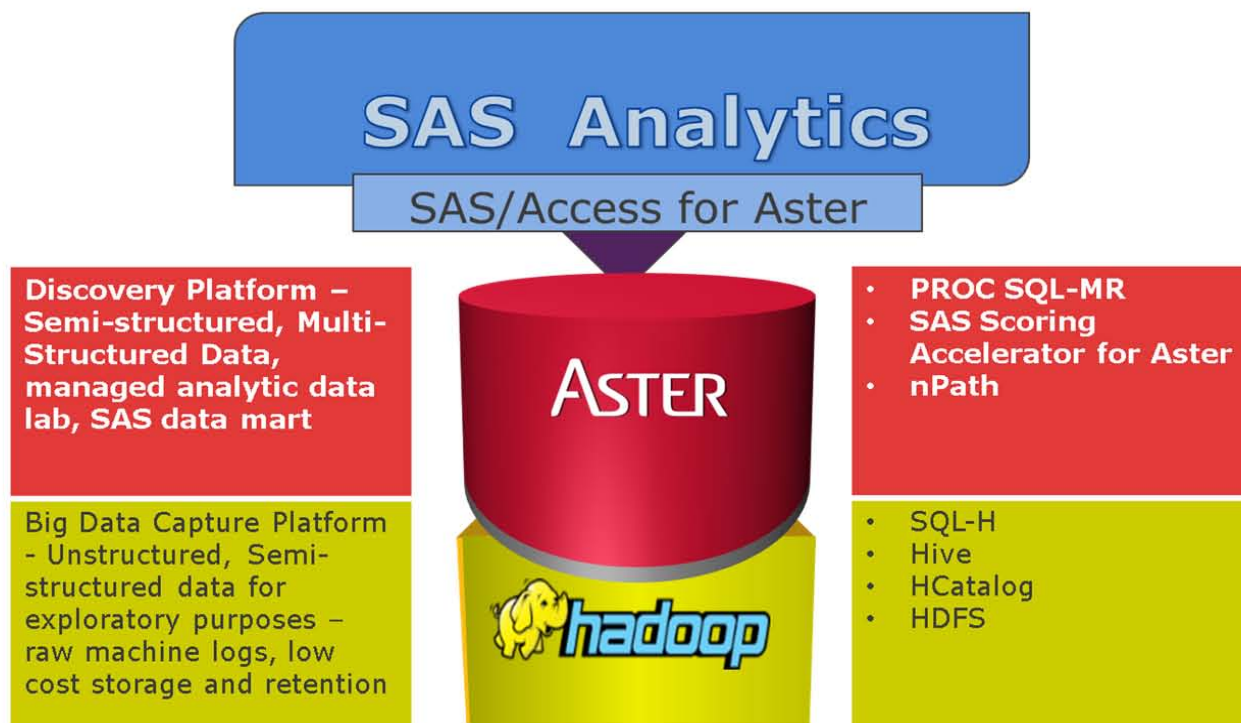 SAS Analytics
SAS/Access for Aster
Discovery Platform –
Semi-structured, Multi-
Structured Data,
managed analytic data
lab, SAS data mart
ASTER
• PROC SQL-MR
• SAS Scoring
Accelerator for Aster
• nPath
Big Data Capture Platform
- Unstructured, Semi-
structured data for
exploratory purposes –
raw machine logs, low
cost storage and retention
hadoop
• SQL-H
• Hive
• HCatalog
• HDFS